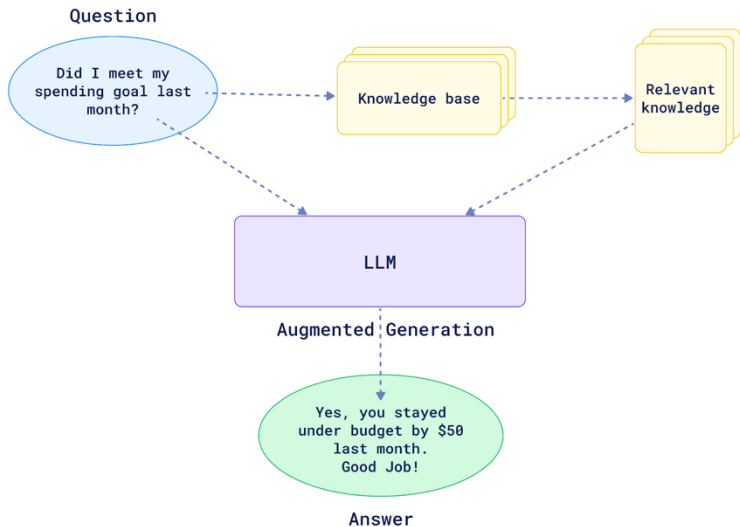 Question
Did I meet my
spending goal last
month?
Knowledge base
Relevant
knowledge
LLM
Augmented Generation
Yes, you stayed
under budget by $50
last month.
Good Job!
Answer